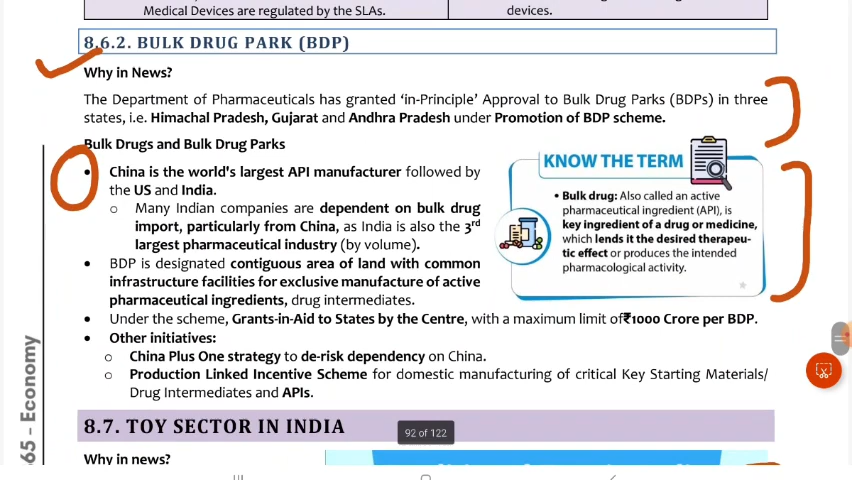 Medical Devices are regulated by the SLAs.
devices.
8.6.2. BULK DRUG PARK (BDP)
Why in News?
The Department of Pharmaceuticals has granted ‘in-Principle’ Approval to Bulk Drug Parks (BDPs) in three
states, i.e. Himachal Pradesh, Gujarat and Andhra Pradesh under Promotion of BDP scheme.
Bulk Drugs and Bulk Drug Parks
• China is the world's largest API manufacturer followed by
the US and India.
o Many Indian companies are dependent on bulk drug
import, particularly from China, as India is also the 3rd
largest pharmaceutical industry (by volume).
• BDP is designated contiguous area of land with common
infrastructure facilities for exclusive manufacture of active
pharmaceutical ingredients, drug intermediates.
KNOW THE TERM
• Bulk drug: Also called an active
pharmaceutical ingredient (API), is
key ingredient of a drug or medicine,
which lends it the desired therapeu-
tic effect or produces the intended
pharmacological activity.
• Under the scheme, Grants-in-Aid to States by the Centre, with a maximum limit of₹1000 Crore per BDP.
• Other initiatives:
o China Plus One strategy to de-risk dependency on China.
o Production Linked Incentive Scheme for domestic manufacturing of critical Key Starting Materials/
Drug Intermediates and APIs.
8.7. TOY SECTOR IN INDIA
92 of 122
Why in news?
65 - Economy